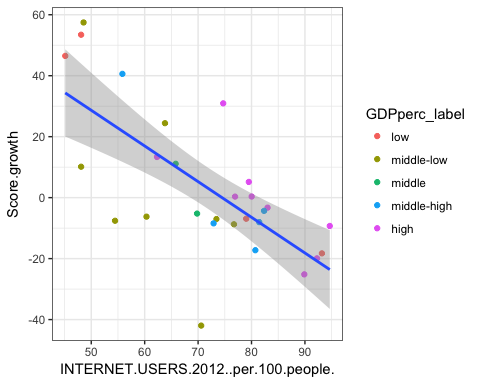 60
40
20
0
-20
-40
Score.growth
50
60
70
80
90
INTERNET.USERS.2012..per.100.people.
GDPperc_label
low
middle-low
middle
middle-high
high